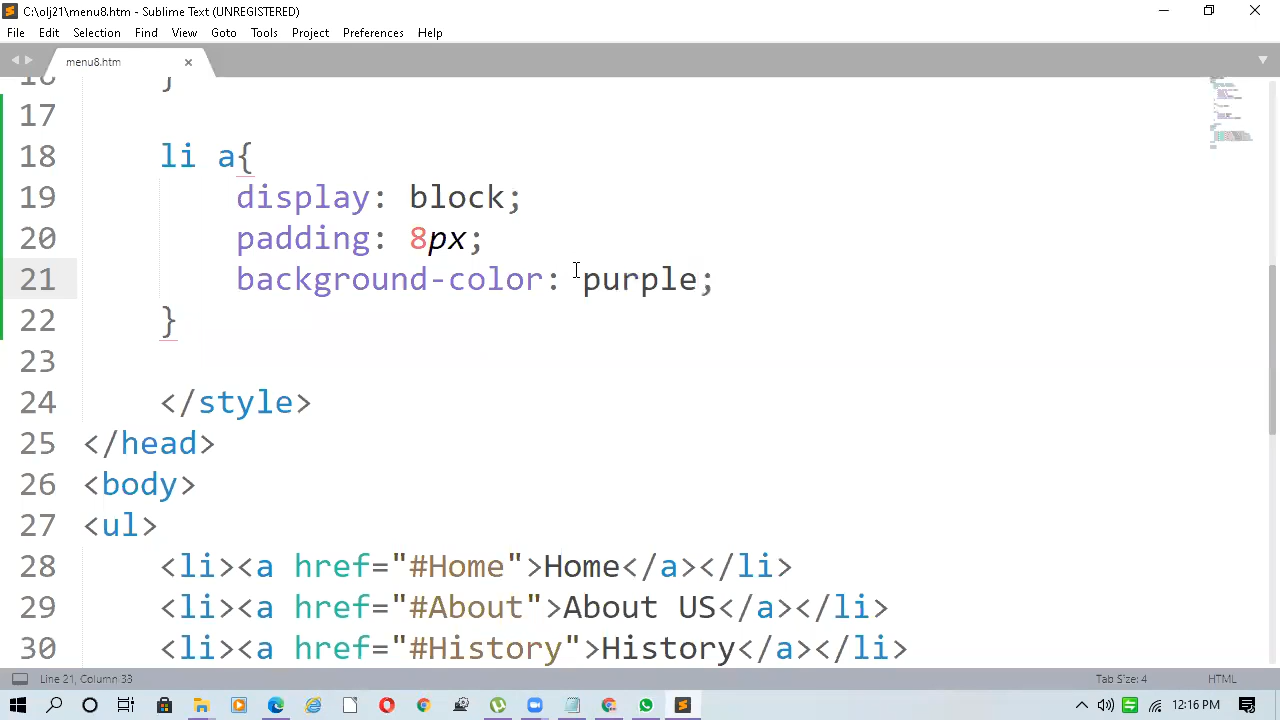 C:\olj21\menu8.htm - Sublime Text (UNREGISTERED)
File Edit Selection Find View Goto Tools Project Preferences Help
menu8.htm
16 }
17
18 li a{
19 display: block;
20 padding: 8px;
21 background-color: purple;
22 }
23
24 </style>
25 </head>
26 <body>
27 <ul>
28 <li><a href="#Home">Home</a></li>
29 <li><a href="#About">About US</a></li>
30 <li><a href="#History">History</a></li>
Line 21, Column 33 Tab Size: 4 HTML
12:16 PM